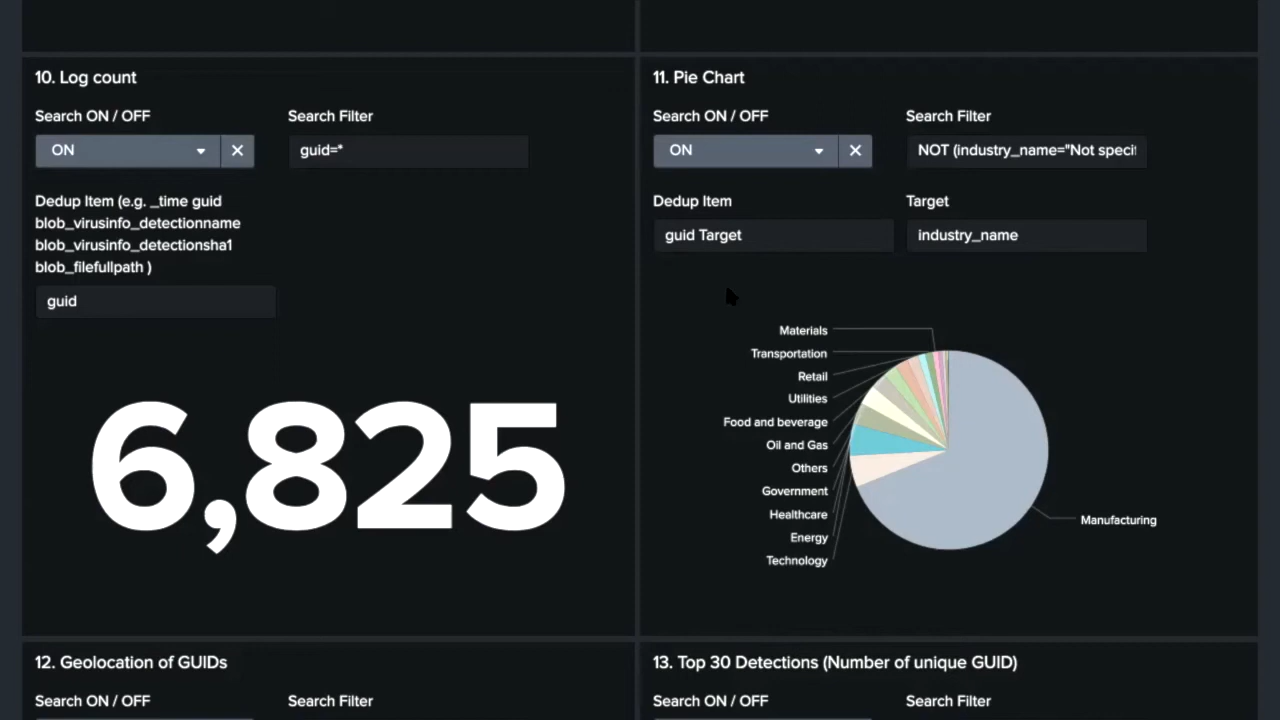 10. Log count
Search ON / OFF
Search Filter
ON
guid=*
Dedup Item (e.g. _time guid
blob_virusinfo_detectionname
blob_virusinfo_detectionsha1
blob_filefullpath )
guid
6,825
11. Pie Chart
Search ON / OFF
Search Filter
ON
NOT (industry_name="Not specif
Dedup Item
Target
guid Target
industry_name
Materials
Transportation
Retail
Utilities
Food and beverage
Oil and Gas
Others
Government
Healthcare
Energy
Technology
Manufacturing
12. Geolocation of GUIDs
Search ON / OFF
Search Filter
13. Top 30 Detections (Number of unique GUID)
Search ON / OFF
Search Filter